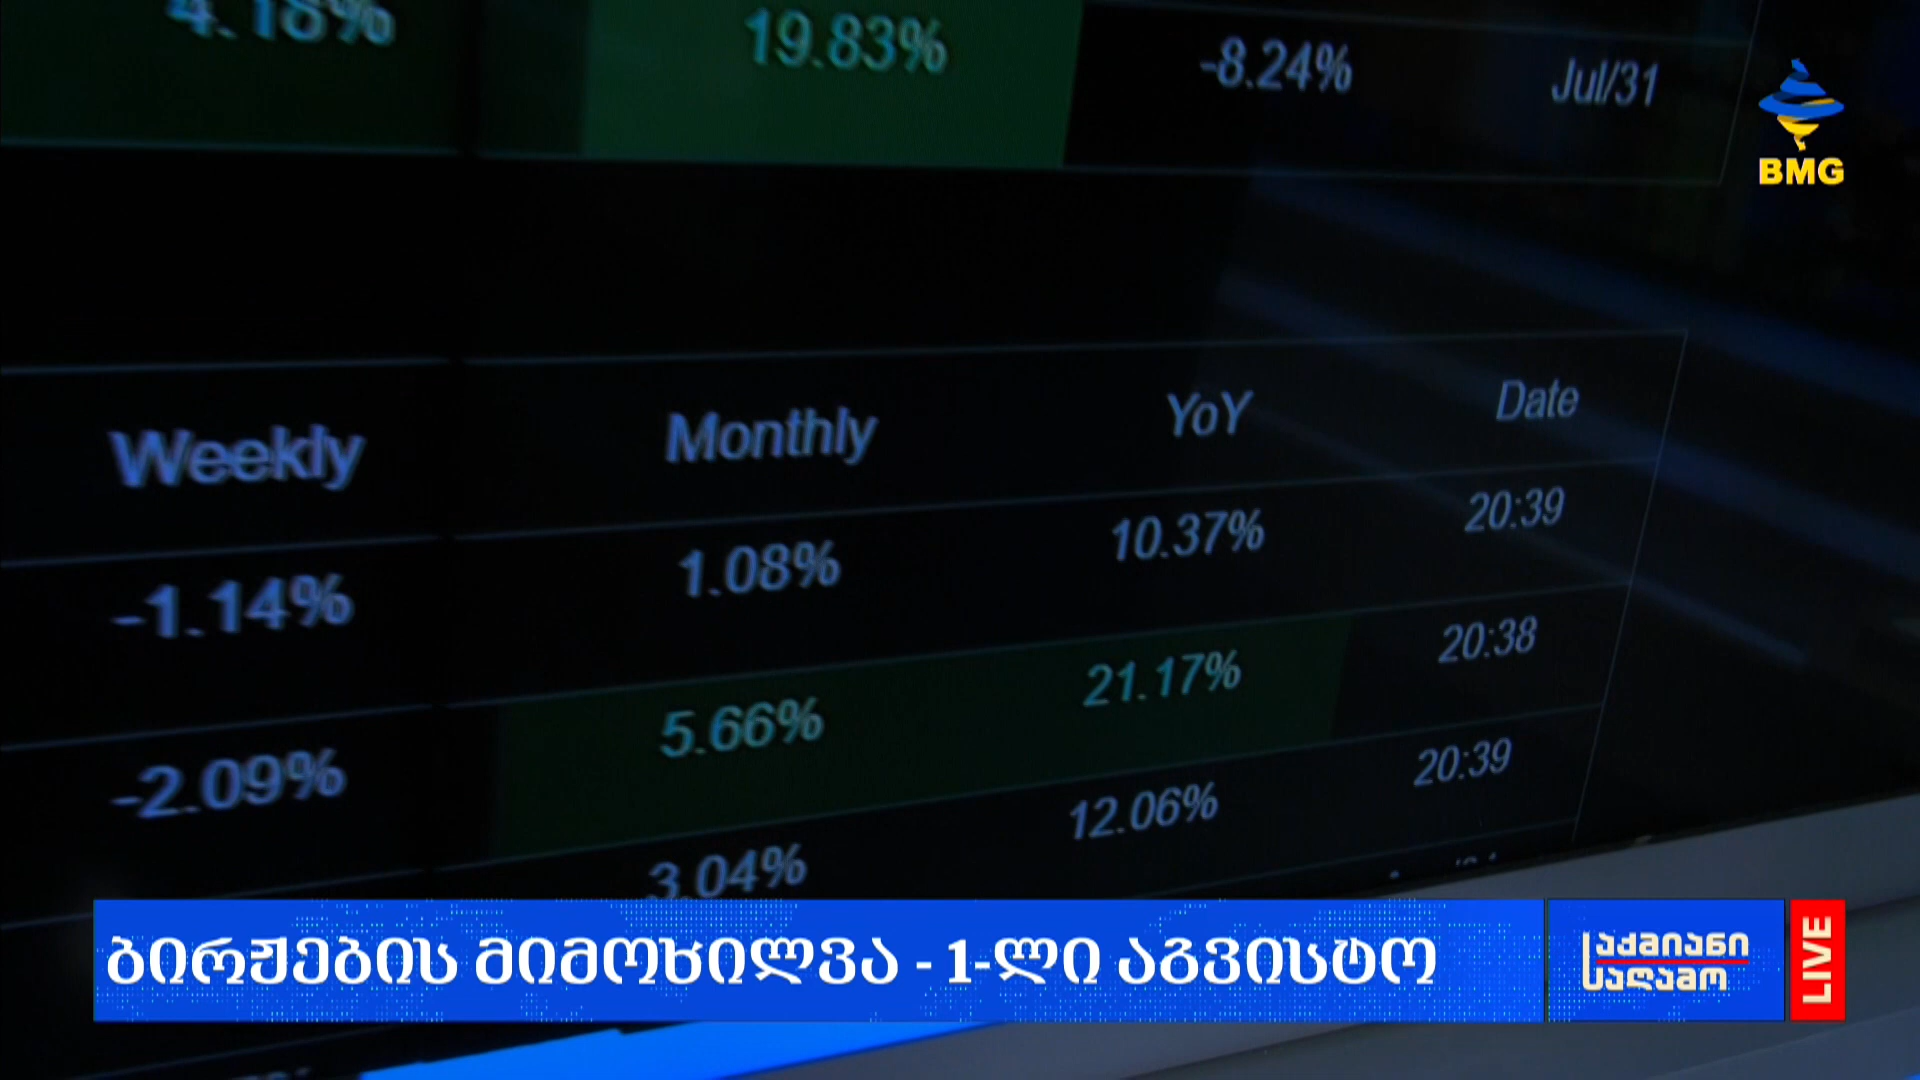 4.18% 19.83% -8.24% Jul/31
BMG
Weekly Monthly YoY Date
-1.14% 1.08% 10.37% 20:39
-2.09% 5.66% 21.17% 20:38
3.04% 12.06% 20:39
ბირჟების მიმოხილვა - 1-ლი აგვისტო
საქმიანი
საღამო
LIVE